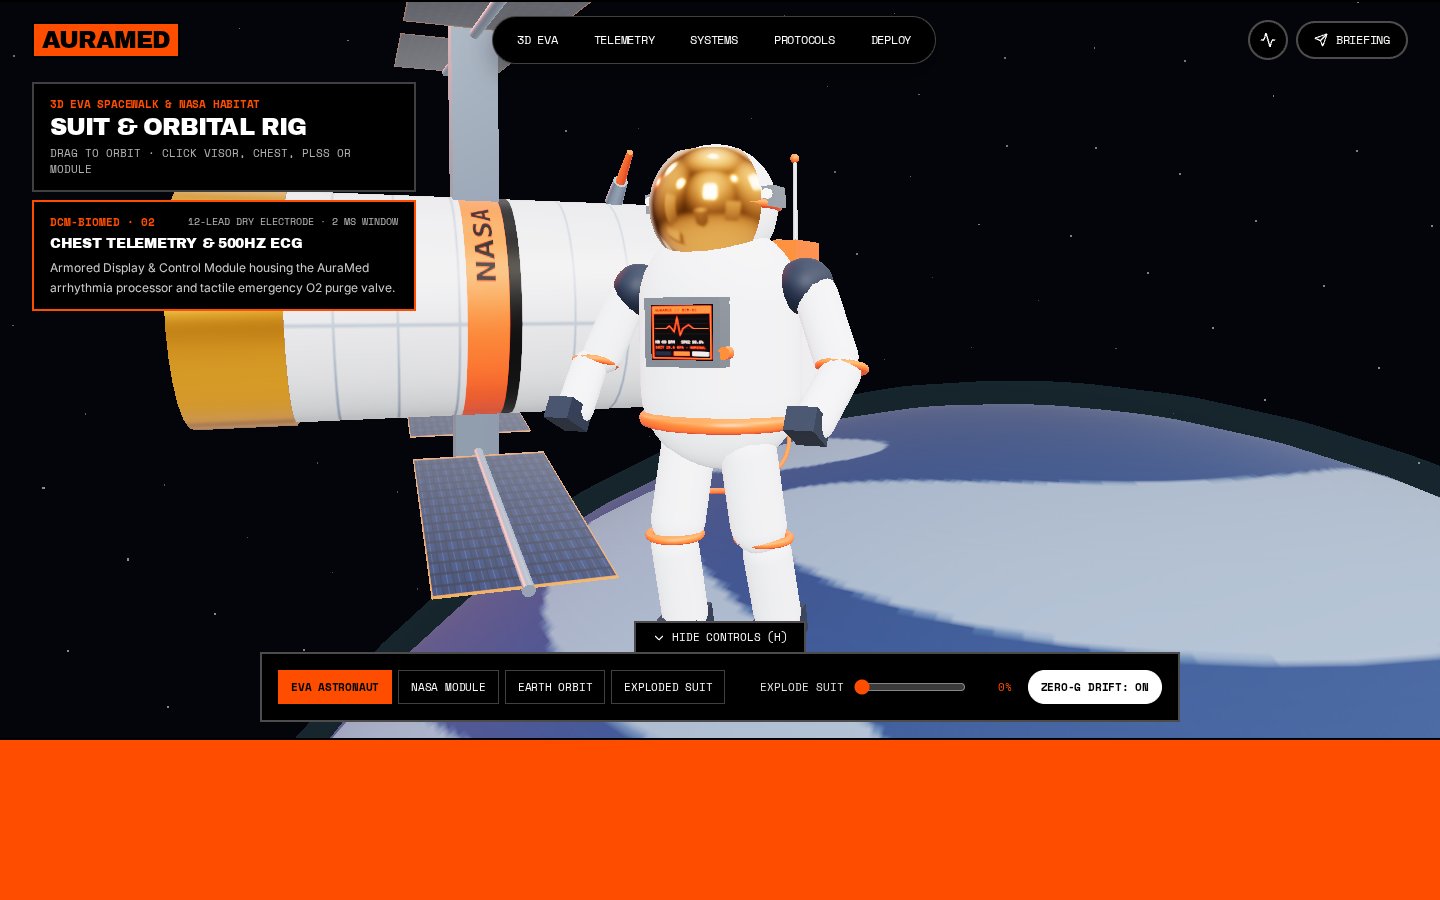 AURAMED
3D EVA
TELEMETRY
SYSTEMS
PROTOCOLS
DEPLOY
BRIEFING
3D EVA SPACEWALK & NASA HABITAT
SUIT & ORBITAL RIG
DRAG TO ORBIT · CLICK VISOR, CHEST, PLSS OR
MODULE
DCM-BIOMED · 02
12-LEAD DRY ELECTRODE · 2 MS WINDOW
CHEST TELEMETRY & 500HZ ECG
Armored Display & Control Module housing the AuraMed
arrhythmia processor and tactile emergency O2 purge valve.
NASA
HIDE CONTROLS (H)
EVA ASTRONAUT
NASA MODULE
EARTH ORBIT
EXPLODED SUIT
EXPLODE SUIT
0%
ZERO-G DRIFT: ON